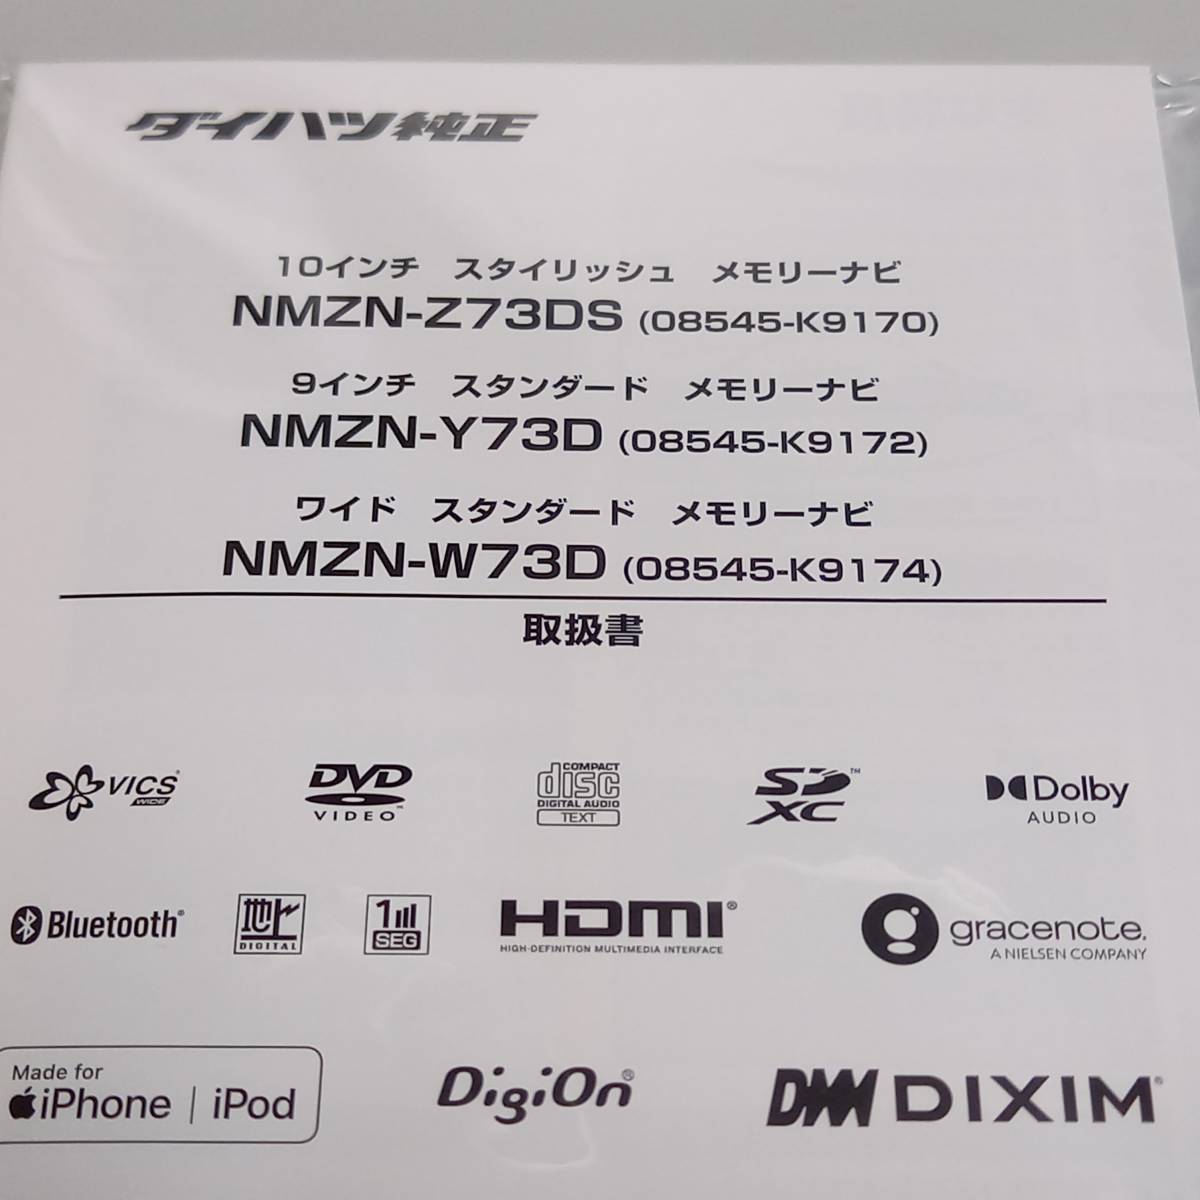 ダイハツ純正
10インチ スタイリッシュ メモリーナビ
NMZN-Z73DS (08545-K9170)
9インチ スタンダード メモリーナビ
NMZN-Y73D (08545-K9172)
ワイド スタンダード メモリーナビ
NMZN-W73D (08545-K9174)
取扱書
VICS WIDE
DVD VIDEO™
COMPACT disc DIGITAL AUDIO TEXT
SD XC™
Dolby AUDIO
Bluetooth®
地上 DIGITAL
1 SEG
HDMI® HIGH-DEFINITION MULTIMEDIA INTERFACE
gracenote. A NIELSEN COMPANY
Made for
iPhone | iPod
DigiOn®
DIXIM®